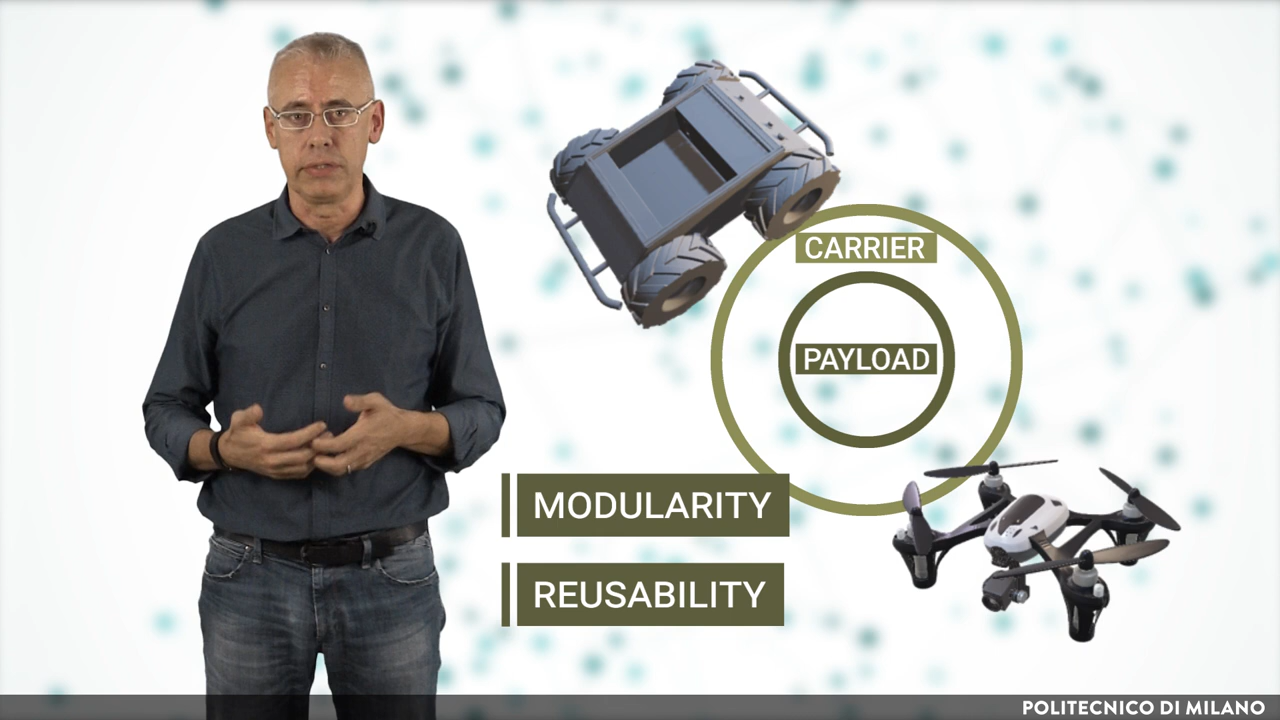 CARRIER
PAYLOAD
MODULARITY
REUSABILITY
POLITECNICO DI MILANO